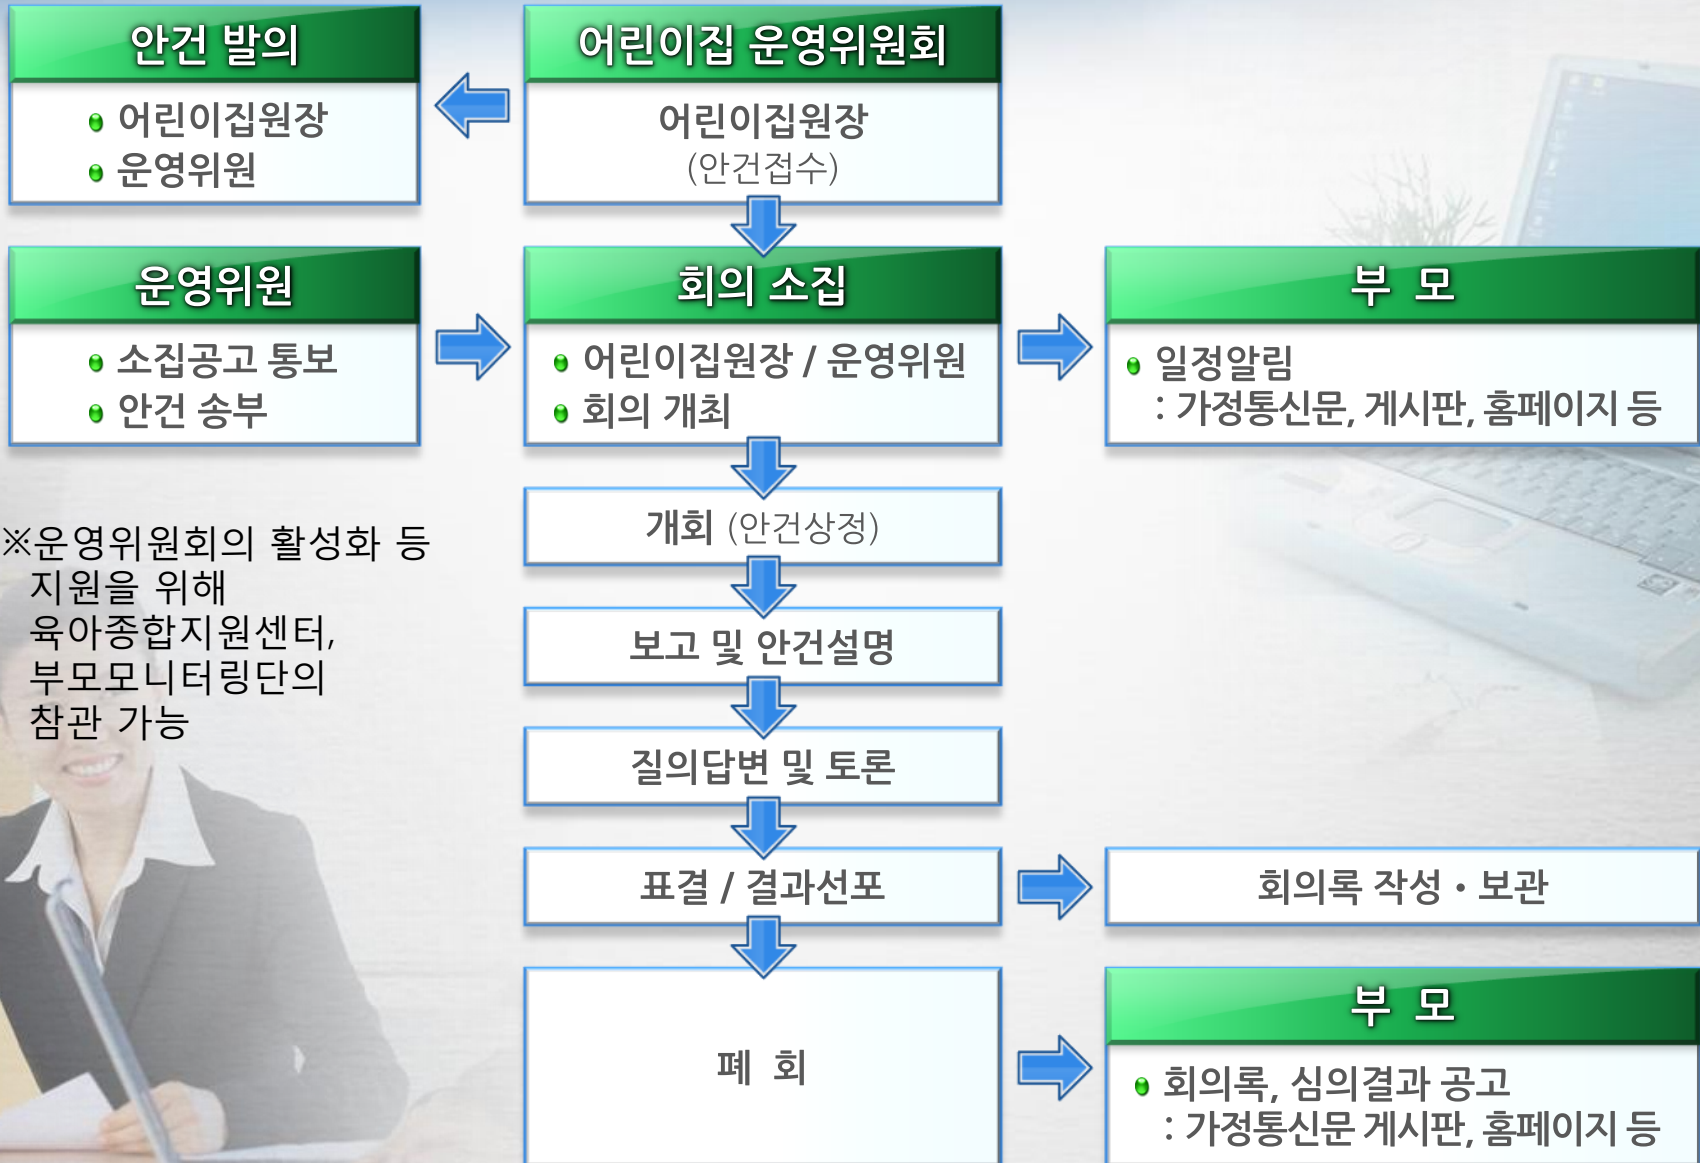 안건 발의
어린이집원장
운영위원
어린이집 운영위원회
어린이집원장
(안건접수)
운영위원
소집공고 통보
안건 송부
회의 소집
어린이집원장 / 운영위원
회의 개최
부 모
일정알림
: 가정통신문, 게시판, 홈페이지 등
※운영위원회의 활성화 등
지원을 위해
육아종합지원센터,
부모모니터링단의
참관 가능
개회 (안건상정)
보고 및 안건설명
질의답변 및 토론
표결 / 결과선포
회의록 작성 • 보관
폐 회
부 모
회의록, 심의결과 공고
: 가정통신문 게시판, 홈페이지 등